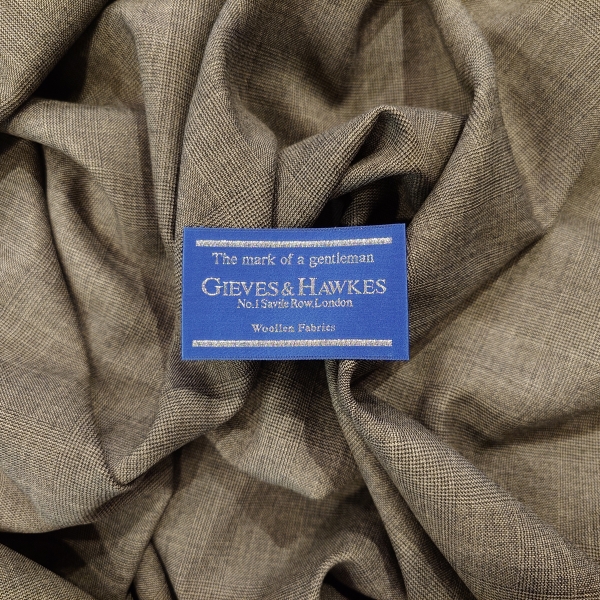 The mark of a gentleman
GIEVES & HAWKES
No.1 Savile Row, London
Woollen Fabrics